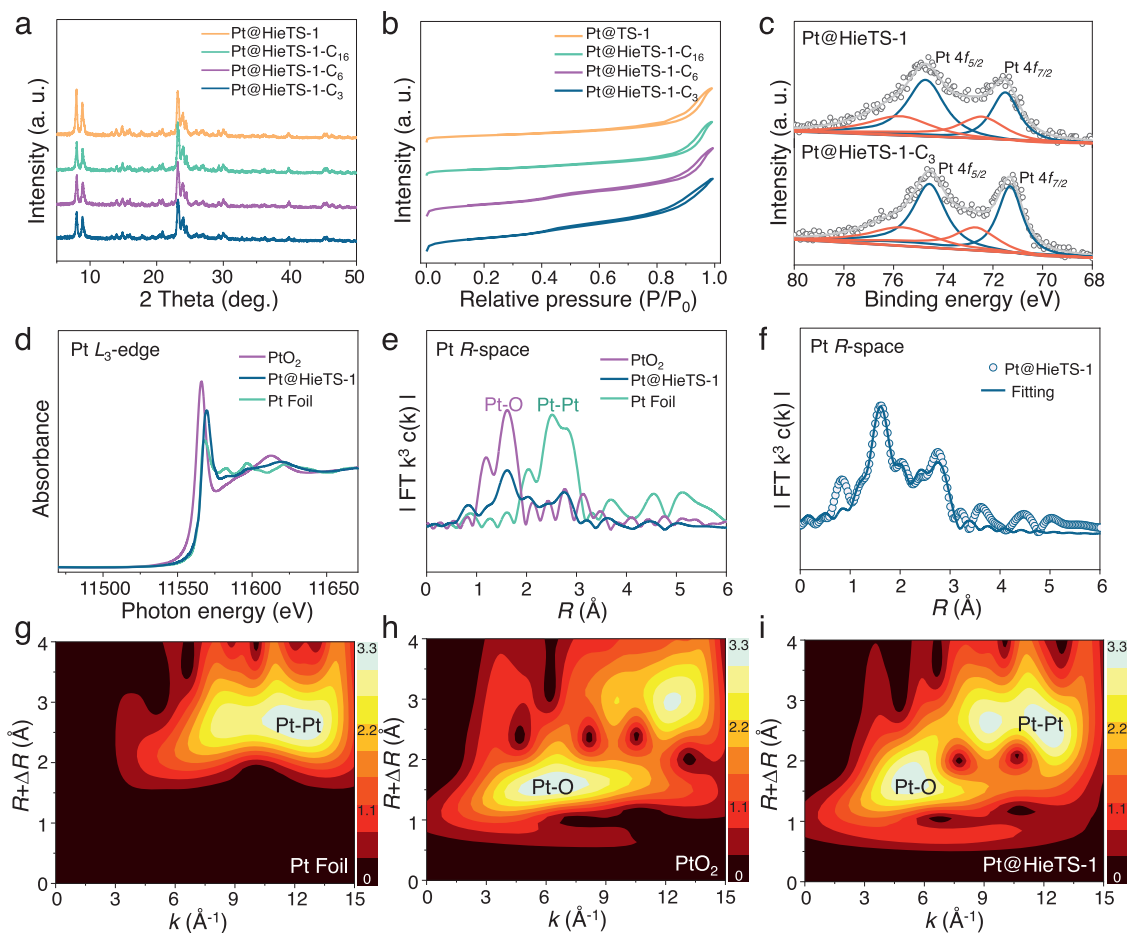 a
Pt@HieTS-1
Pt@HieTS-1-C16
Pt@HieTS-1-C6
Pt@HieTS-1-C3
Intensity (a. u.)
10 20 30 40 50
2 Theta (deg.)
b
Pt@TS-1
Pt@HieTS-1-C16
Pt@HieTS-1-C6
Pt@HieTS-1-C3
Intensity (a. u.)
0.0 0.2 0.4 0.6 0.8 1.0
Relative pressure (P/P0)
c
Pt@HieTS-1
Pt 4f5/2
Pt 4f7/2
Pt@HieTS-1-C3
Pt 4f5/2
Pt 4f7/2
Intensity (a. u.)
80 78 76 74 72 70 68
Binding energy (eV)
d
Pt L3-edge
PtO2
Pt@HieTS-1
Pt Foil
Absorbance
11500 11550 11600 11650
Photon energy (eV)
e
Pt R-space
PtO2
Pt@HieTS-1
Pt Foil
Pt-O
Pt-Pt
| FT k3 c(k) |
0 1 2 3 4 5 6
R (Å)
f
Pt R-space
Pt@HieTS-1
Fitting
| FT k3 c(k) |
0 1 2 3 4 5 6
R (Å)
g
4
3
2
1
0
R+ΔR (Å)
Pt-Pt
Pt Foil
3.3
2.2
1.1
0
0 3 6 9 12 15
k (Å-1)
h
4
3
2
1
0
R+ΔR (Å)
Pt-O
PtO2
3.3
2.2
1.1
0
0 3 6 9 12 15
k (Å-1)
i
4
3
2
1
0
R+ΔR (Å)
Pt-Pt
Pt-O
Pt@HieTS-1
3.3
2.2
1.1
0
0 3 6 9 12 15
k (Å-1)